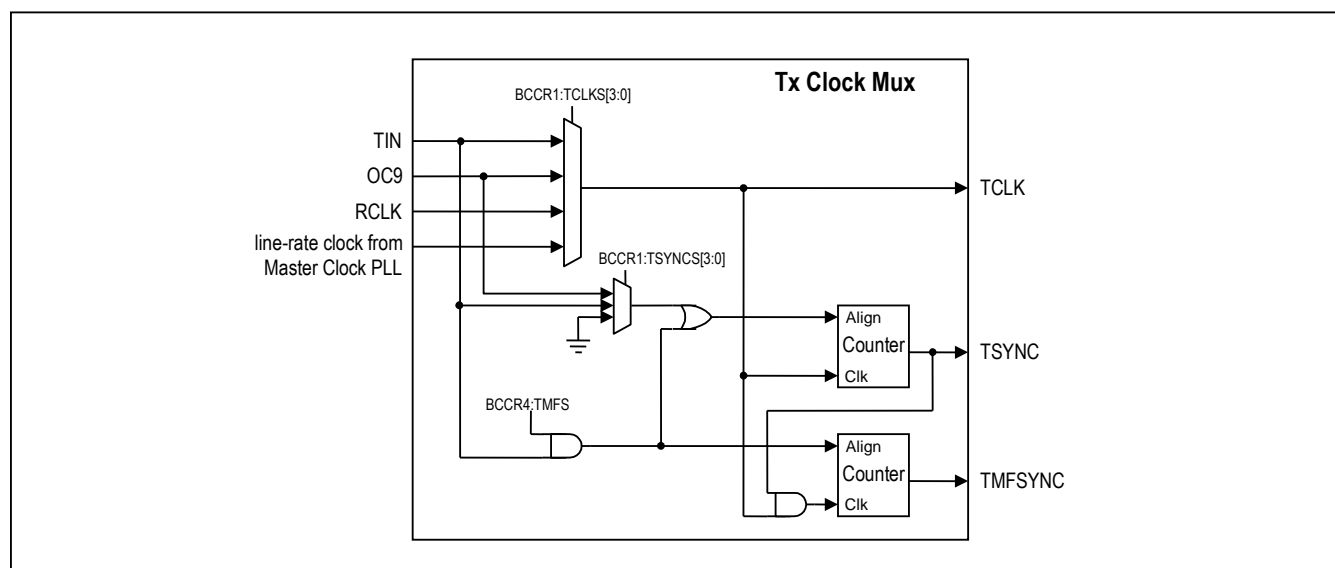 Tx Clock Mux
BCCR1:TCLKS[3:0]
TIN
OC9
RCLK
line-rate clock from
Master Clock PLL
TCLK
BCCR1:TSYNCS[3:0]
Align
Counter
Clk
TSYNC
BCCR4:TMFS
Align
Counter
Clk
TMFSYNC